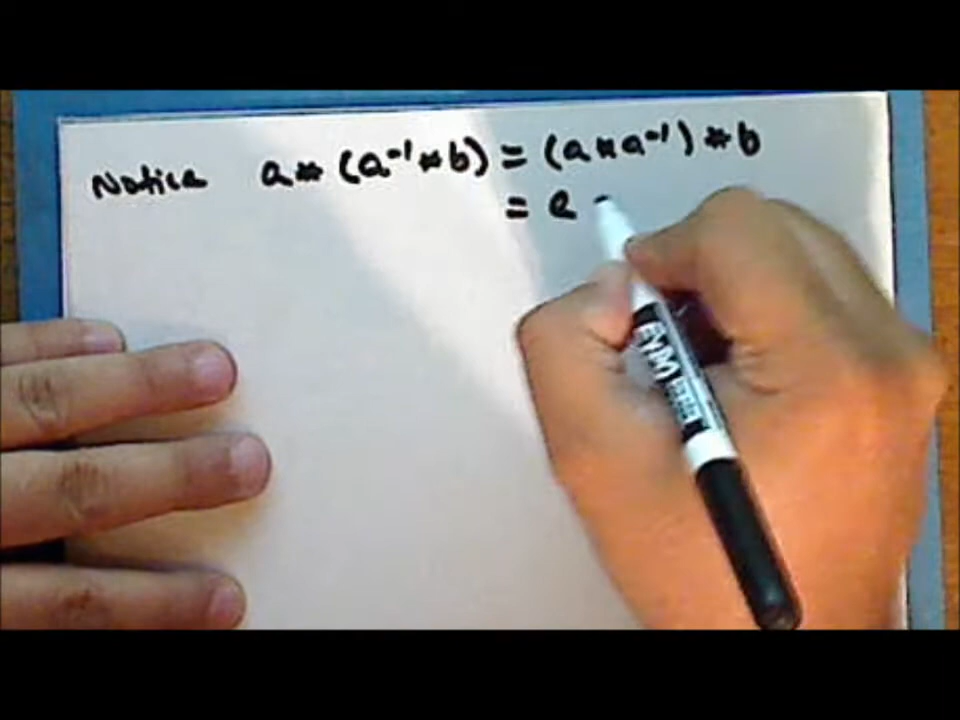 Notice a * (a⁻¹ * b) = (a * a⁻¹) * b
= e